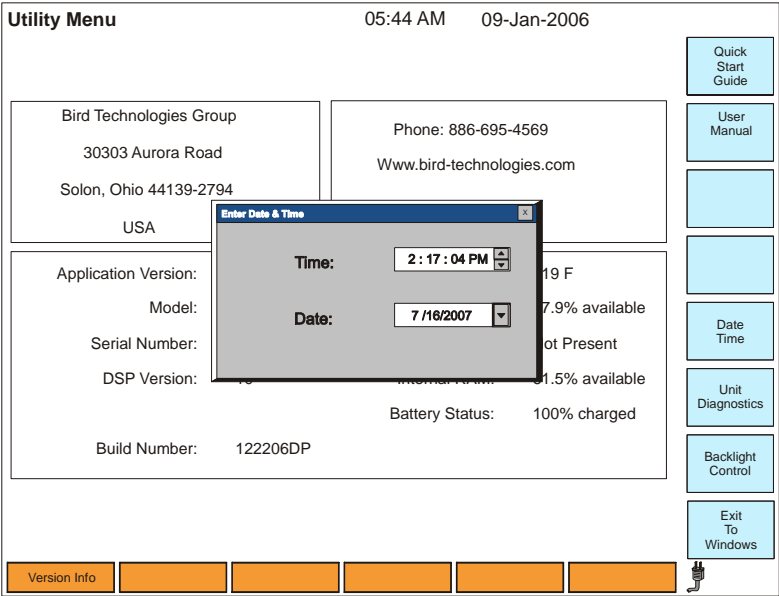 Utility Menu 05:44 AM 09-Jan-2006
Quick
Start
Guide
User
Manual
Bird Technologies Group
30303 Aurora Road
Solon, Ohio 44139-2794
USA
Phone: 886-695-4569
Www.bird-technologies.com
Enter Date & Time x
Time: 2 : 17 : 04 PM
Date: 7 /16/2007
Application Version: 19 F
Model: 7.9% available
Serial Number: ot Present
DSP Version: 1.5% available
Battery Status: 100% charged
Build Number: 122206DP
Date
Time
Unit
Diagnostics
Backlight
Control
Exit
To
Windows
Version Info